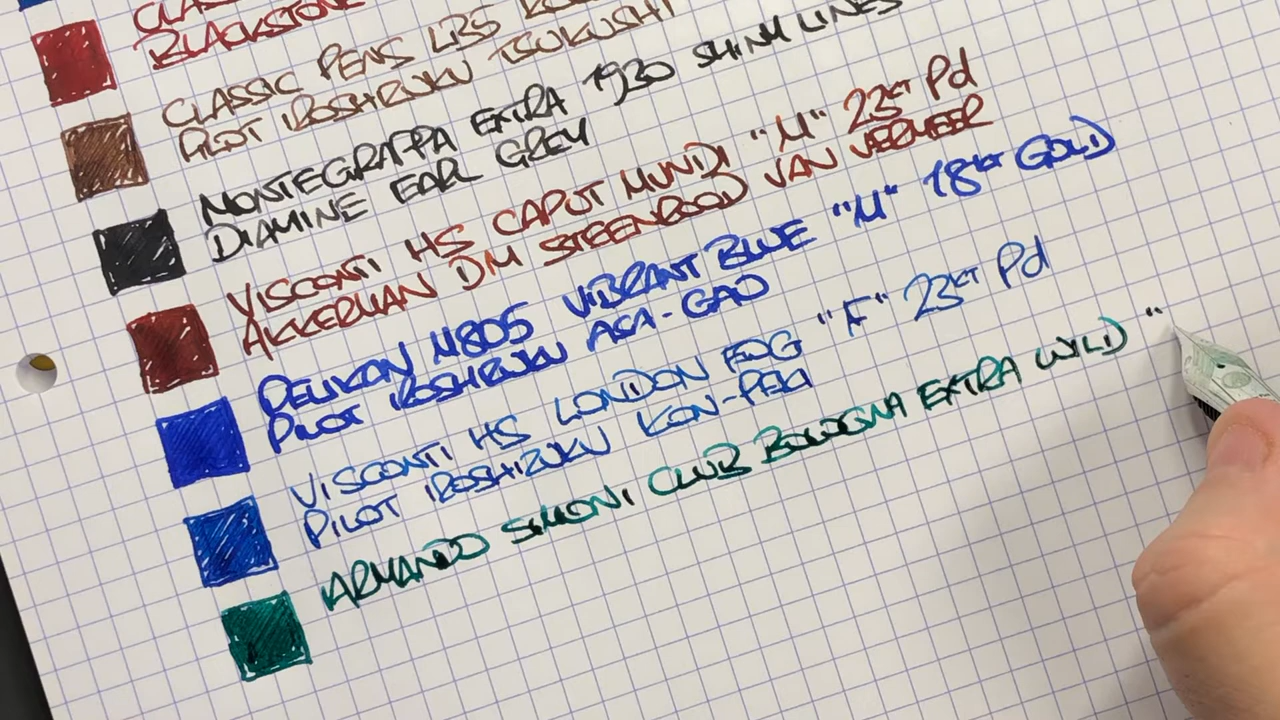 CLAS
BLACKSTONE
CLASSIC PENS LB5
PILOT IROSHIZUKU TSUKUSHI
MONTEGRAPPA EXTRA 1930 SHINY LINES
DIAMINE EARL GREY
VISCONTI HS CAPUT MUNDI "M" 23KT Pd
AKKERMAN DM STEENROOD VAN VERMEER
PELIKAN M805 VIBRANT BLUE "M" 18KT GOLD
PILOT IROSHIZUKU ASA-GAO
VISCONTI HS LONDON FOG "F" 23KT Pd
PILOT IROSHIZUKU KON-PEKI
ARMANDO SIMONI CLUB BOLOGNA EXTRA WILD "